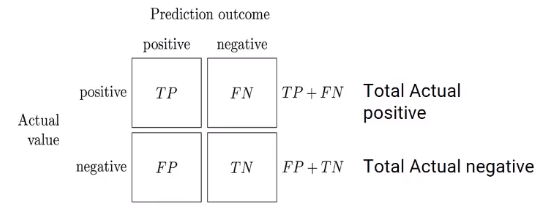 Prediction outcome
positive negative
positive TP FN TP + FN Total Actual
positive
Actual
value
negative FP TN FP + TN Total Actual negative